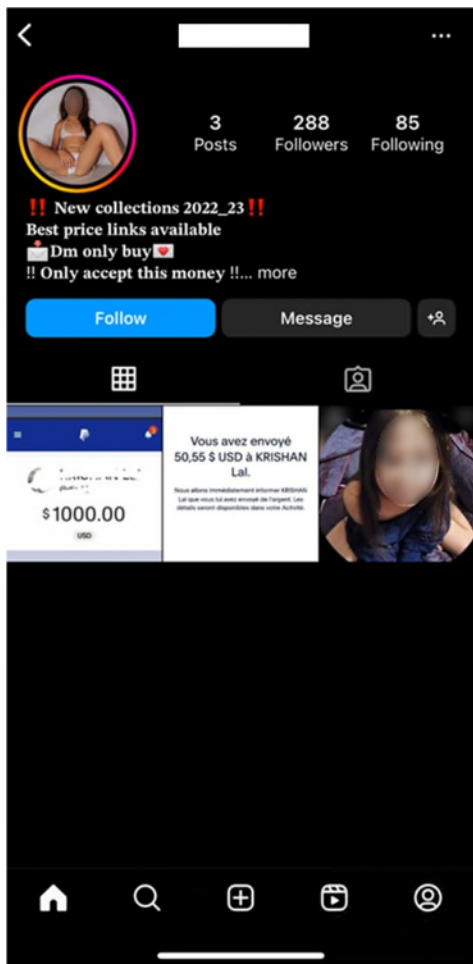 3
288
85
Posts
Followers
Following
‼ New collections 2022_23‼
Best price links available
📩Dm only buy💌
!! Only accept this money !!... more
Follow
Message
$1000.00
USD
Vous avez envoyé
50,55 $ USD à KRISHAN
Lal.
Nous allons immédiatement informer KRISHAN
Lal que vous lui avez envoyé de l'argent. Les
détails seront disponibles dans votre Activité.